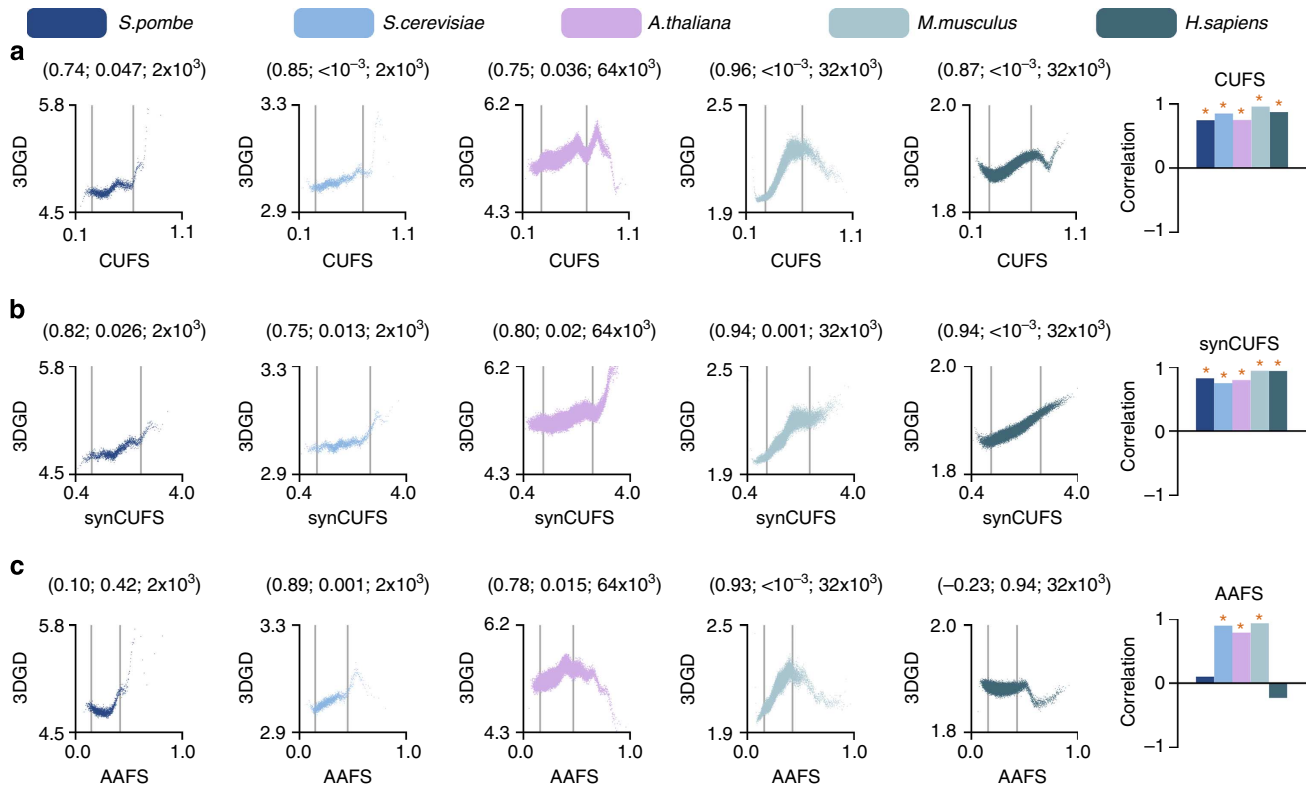 S.pombe S.cerevisiae A.thaliana M.musculus H.sapiens
a
(0.74; 0.047; 2x10³) (0.85; <10⁻³; 2x10³) (0.75; 0.036; 64x10³) (0.96; <10⁻³; 32x10³) (0.87; <10⁻³; 32x10³) CUFS
5.8 3.3 6.2 2.5 2.0 1
* * * * *
3DGD 3DGD 3DGD 3DGD 3DGD Correlation
0
4.5 2.9 4.3 1.9 1.8
−1
0.1 1.1 0.1 1.1 0.1 1.1 0.1 1.1 0.1 1.1
CUFS CUFS CUFS CUFS CUFS
b
(0.82; 0.026; 2x10³) (0.75; 0.013; 2x10³) (0.80; 0.02; 64x10³) (0.94; 0.001; 32x10³) (0.94; <10⁻³; 32x10³) synCUFS
5.8 3.3 6.2 2.5 2.0 1
* * * * *
3DGD 3DGD 3DGD 3DGD 3DGD Correlation
0
4.5 2.9 4.3 1.9 1.8
−1
0.4 4.0 0.4 4.0 0.4 4.0 0.4 4.0 0.4 4.0
synCUFS synCUFS synCUFS synCUFS synCUFS
c
(0.10; 0.42; 2x10³) (0.89; 0.001; 2x10³) (0.78; 0.015; 64x10³) (0.93; <10⁻³; 32x10³) (−0.23; 0.94; 32x10³) AAFS
5.8 3.3 6.2 2.5 2.0 1
* * *
3DGD 3DGD 3DGD 3DGD 3DGD Correlation
0
4.5 2.9 4.3 1.9 1.8
−1
0.0 1.0 0.0 1.0 0.0 1.0 0.0 1.0 0.0 1.0
AAFS AAFS AAFS AAFS AAFS